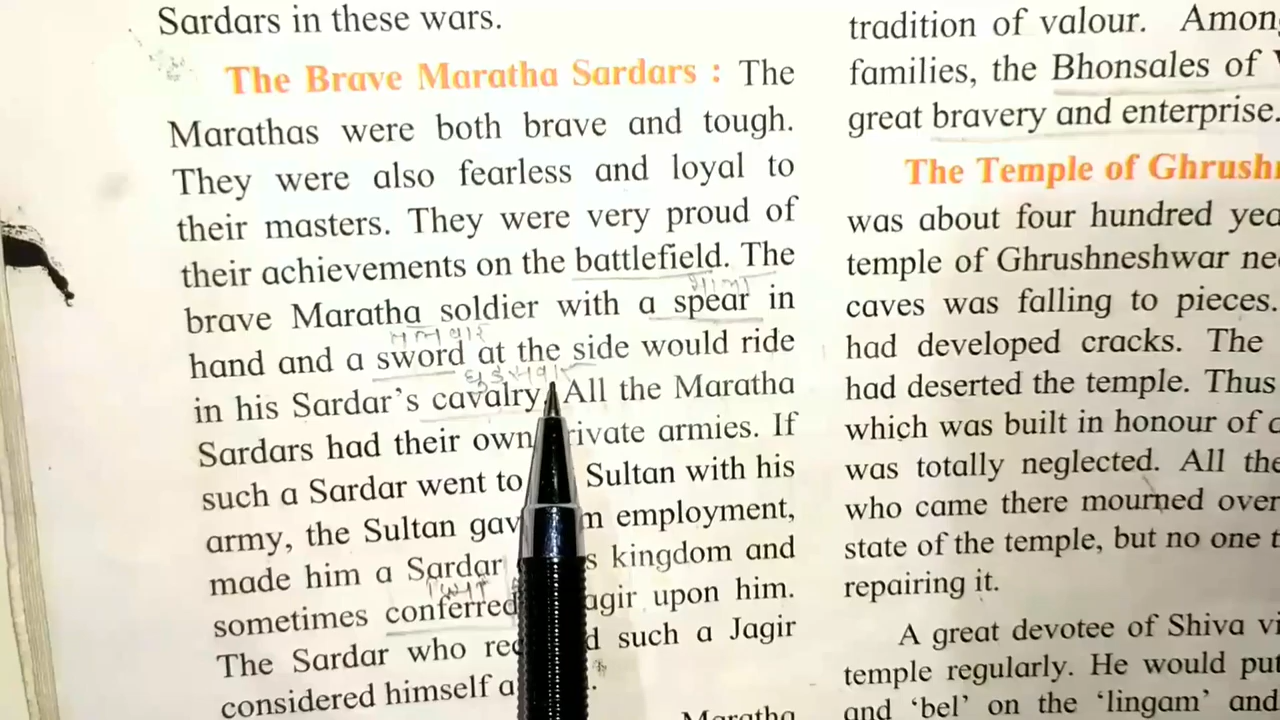 Sardars in these wars.
The Brave Maratha Sardars : The
Marathas were both brave and tough.
They were also fearless and loyal to
their masters. They were very proud of
their achievements on the battlefield. The
भाला
brave Maratha soldier with a spear in
तलवार
hand and a sword at the side would ride
in his Sardar's cavalry. All the Maratha
Sardars had their own private armies. If
such a Sardar went to Sultan with his
army, the Sultan gav m employment,
made him a Sardar s kingdom and
sometimes conferred agir upon him.
The Sardar who rec d such a Jagir
considered himself a
Maratha
tradition of valour. Among
families, the Bhonsales of V
great bravery and enterprise.
The Temple of Ghrushn
was about four hundred yea
temple of Ghrushneshwar ne
caves was falling to pieces.
had developed cracks. The
had deserted the temple. Thus
which was built in honour of
was totally neglected. All the
who came there mourned over
state of the temple, but no one t
repairing it.
A great devotee of Shiva vi
temple regularly. He would put
and 'bel' on the 'lingam' and